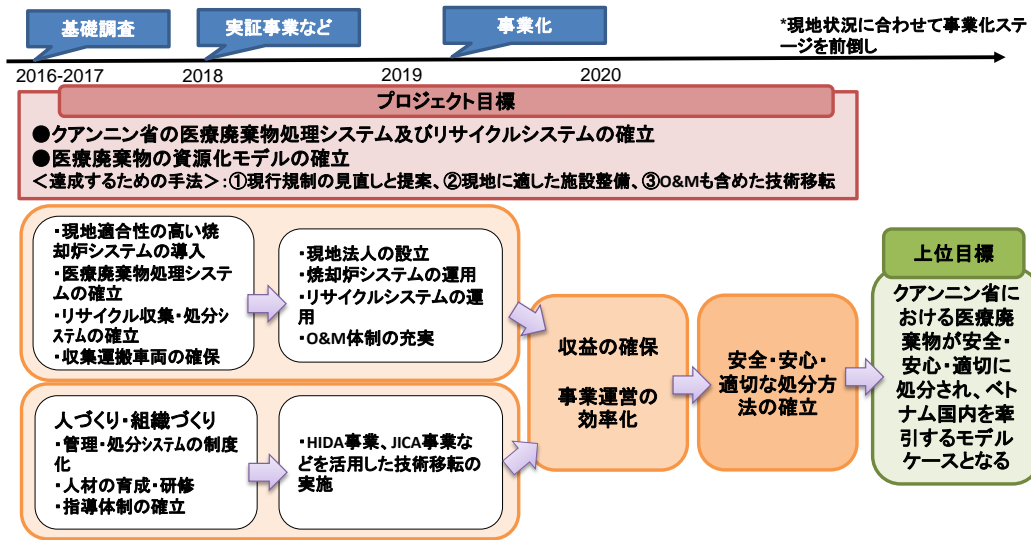 基礎調査
実証事業など
事業化
*現地状況に合わせて事業化ステ
ージを前倒し
2016-2017
2018
2019
2020
プロジェクト目標
●クアンニン省の医療廃棄物処理システム及びリサイクルシステムの確立
●医療廃棄物の資源化モデルの確立
<達成するための手法>:①現行規制の見直しと提案、②現地に適した施設整備、③O&Mも含めた技術移転
・現地適合性の高い焼
却炉システムの導入
・医療廃棄物処理システ
ムの確立
・リサイクル収集・処分シ
ステムの確立
・収集運搬車両の確保
・現地法人の設立
・焼却炉システムの運用
・リサイクルシステムの運
用
・O&M体制の充実
人づくり・組織づくり
・管理・処分システムの制度
化
・人材の育成・研修
・指導体制の確立
・HIDA事業、JICA事業な
どを活用した技術移転の
実施
収益の確保
事業運営の
効率化
安全・安心・
適切な処分方
法の確立
上位目標
クアンニン省に
おける医療廃
棄物が安全・
安心・適切に
処分され、ベト
ナム国内を牽
引するモデル
ケースとなる